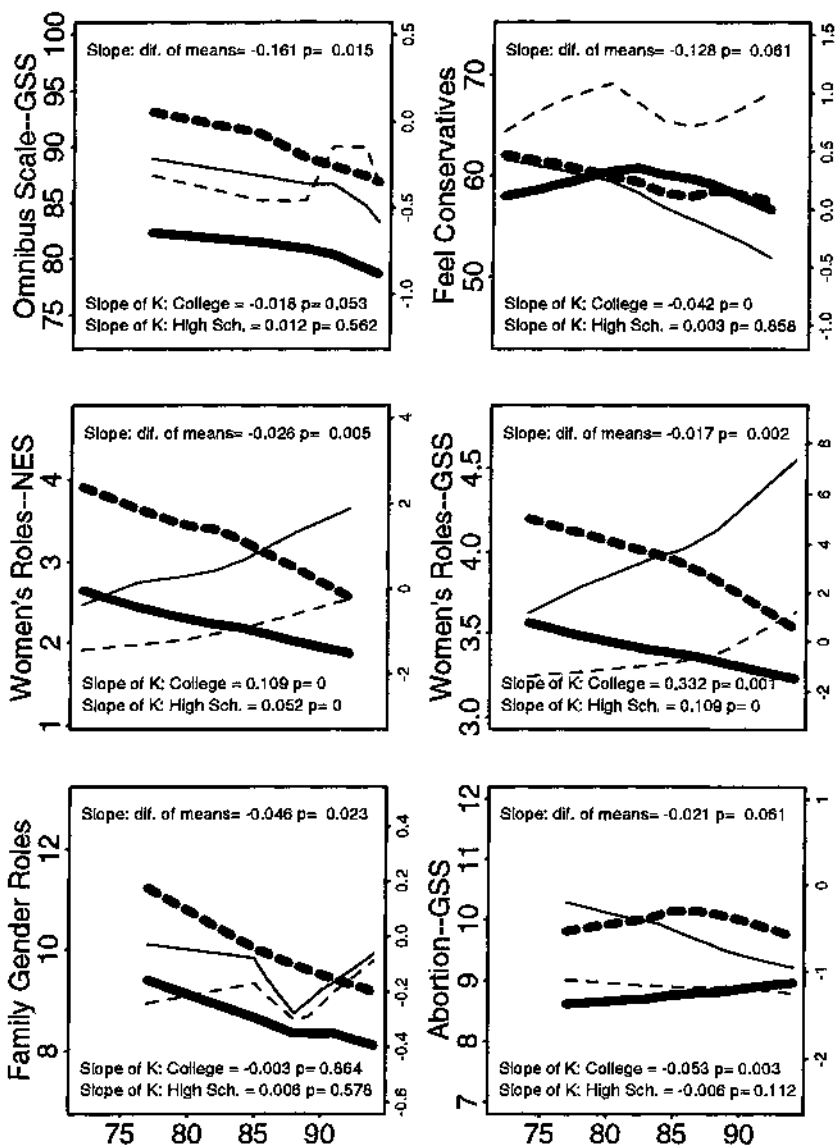 Omnibus Scale--GSS
75 80 85 90 95 100
Slope: dif. of means= -0.161 p= 0.015
Slope of K: College = -0.018 p= 0.053
Slope of K: High Sch. = 0.012 p= 0.562
-1.0 -0.5 0.0 0.5
Feel Conservatives
50 60 70
Slope: dif. of means= -0.128 p= 0.061
Slope of K: College = -0.042 p= 0
Slope of K: High Sch. = 0.003 p= 0.858
-1.0 -0.5 0.0 0.5 1.0 1.5
Women's Roles--NES
1 2 3 4
Slope: dif. of means= -0.026 p= 0.005
Slope of K: College = 0.109 p= 0
Slope of K: High Sch. = 0.052 p= 0
-2 0 2 4
Women's Roles--GSS
3.0 3.5 4.0 4.5
Slope: dif. of means= -0.017 p= 0.002
Slope of K: College = 0.332 p= 0.001
Slope of K: High Sch. = 0.109 p= 0
-2 0 2 4 6 8
Family Gender Roles
8 10 12
Slope: dif. of means= -0.046 p= 0.023
Slope of K: College = -0.003 p= 0.864
Slope of K: High Sch. = 0.006 p= 0.578
-0.6 -0.4 -0.2 0.0 0.2 0.4
75 80 85 90
Abortion--GSS
7 8 9 10 11 12
Slope: dif. of means= -0.021 p= 0.061
Slope of K: College = -0.053 p= 0.003
Slope of K: High Sch. = -0.006 p= 0.112
-2 -1 0 1
75 80 85 90